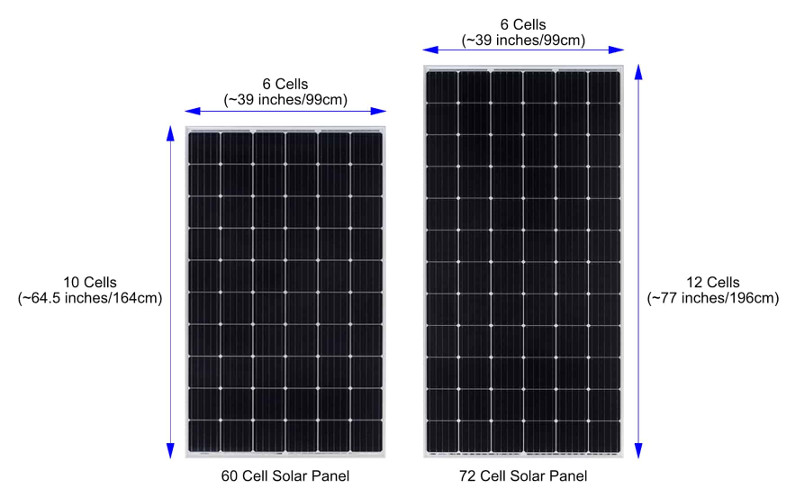 6 Cells
(~39 inches/99cm)
6 Cells
(~39 inches/99cm)
10 Cells
(~64.5 inches/164cm)
12 Cells
(~77 inches/196cm)
60 Cell Solar Panel
72 Cell Solar Panel